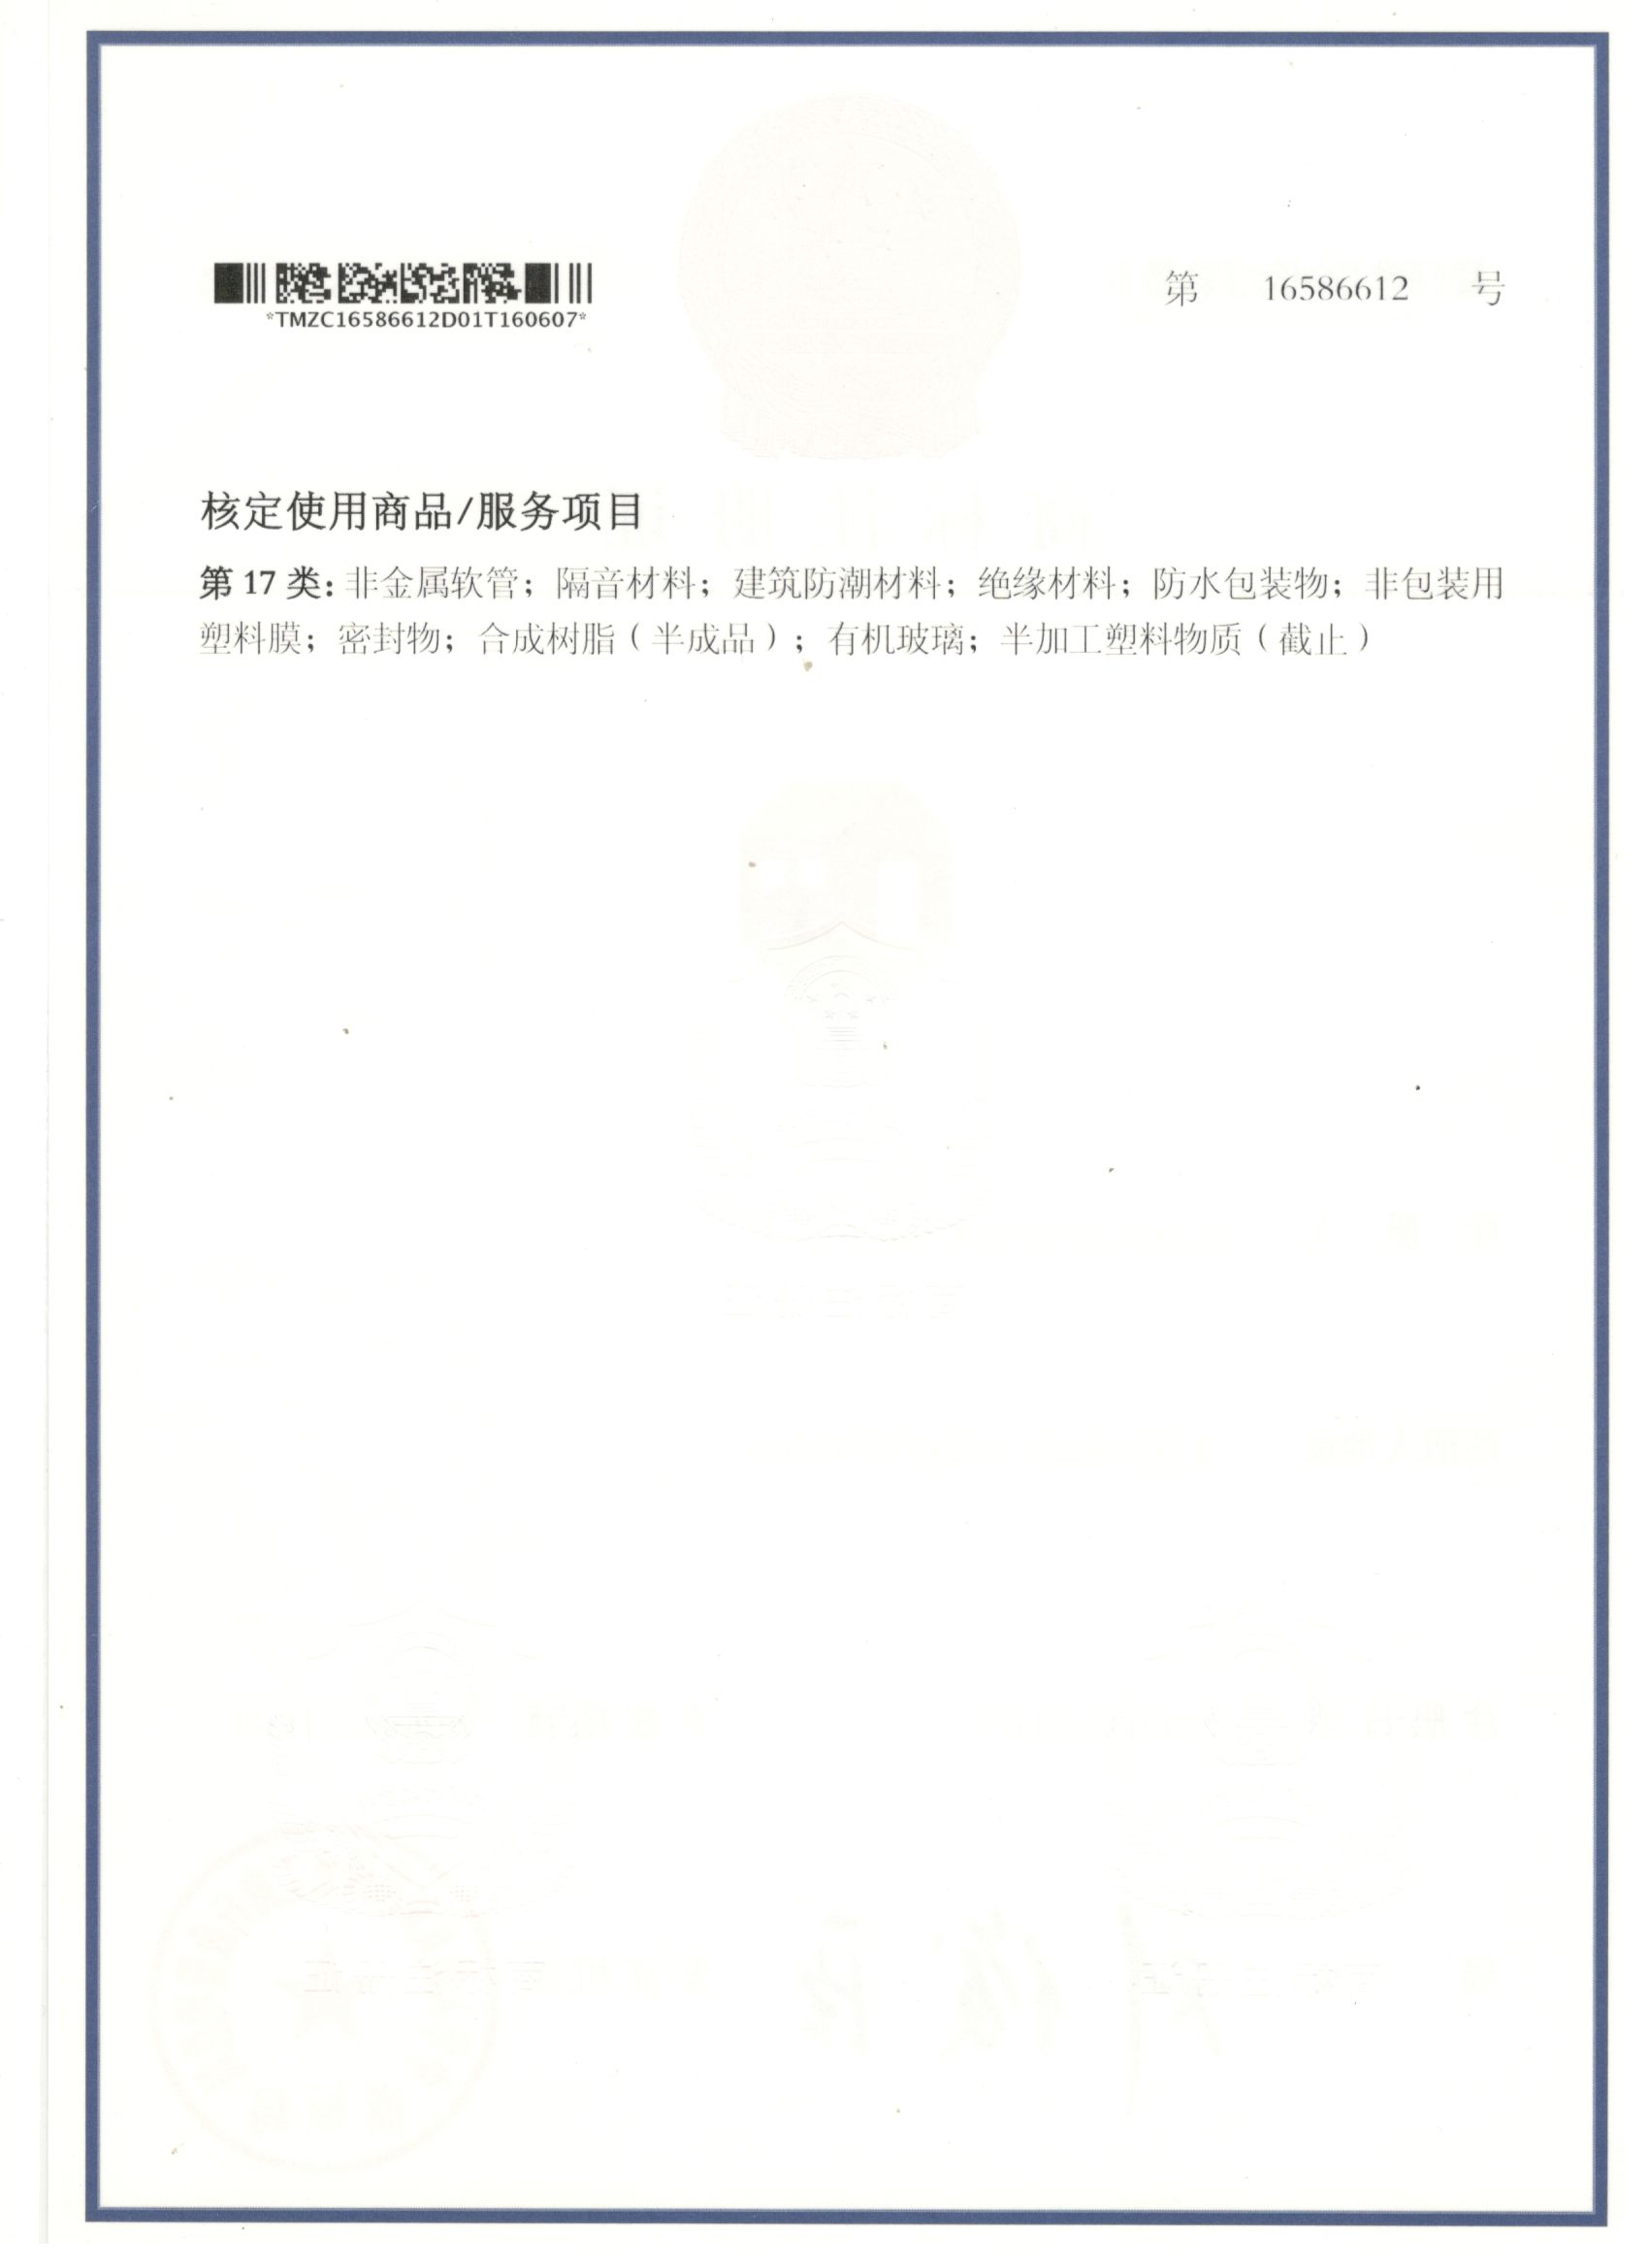 *TMZC16586612D01T160607*
第 16586612 号
核定使用商品/服务项目
第 17 类: 非金属软管；隔音材料；建筑防潮材料；绝缘材料；防水包装物；非包装用
塑料膜；密封物；合成树脂（半成品）；有机玻璃；半加工塑料物质（截止）